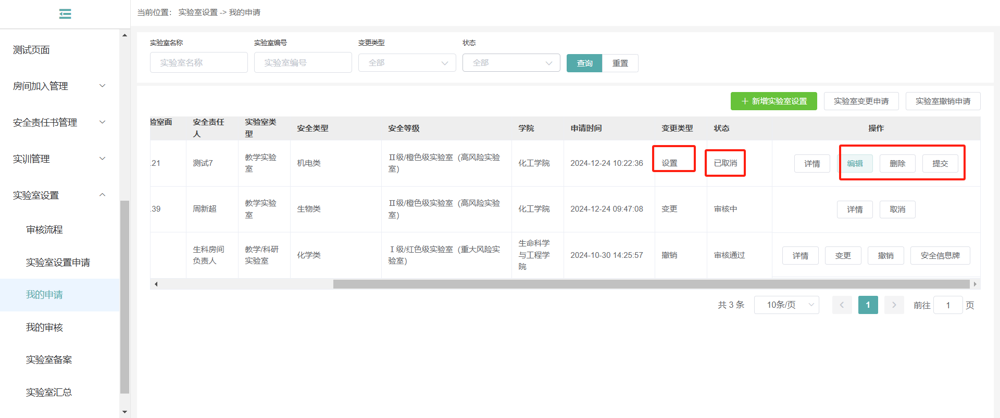 当前位置： 实验室设置 -> 我的申请
测试页面
房间加入管理
安全责任书管理
实训管理
实验室设置
审核流程
实验室设置申请
我的申请
我的审核
实验室备案
实验室汇总
实验室名称 实验室编号 变更类型 状态
实验室名称 实验室编号 全部 全部 查询 重置
新增实验室设置 实验室变更申请 实验室撤销申请
验室面 安全责任人 实验室类型 安全类型 安全等级 学院 申请时间 变更类型 状态 操作
.21 测试7 教学实验室 机电类 Ⅱ级/橙色级实验室（高风险实验室） 化工学院 2024-12-24 10:22:36 设置 已取消 详情 编辑 删除 提交
.39 周新超 教学实验室 生物类 Ⅱ级/橙色级实验室（高风险实验室） 化工学院 2024-12-24 09:47:08 变更 审核中 详情 取消
生科房间负责人 教学/科研实验室 化学类 Ⅰ级/红色级实验室（重大风险实验室） 生命科学与工程学院 2024-10-30 14:25:57 撤销 审核通过 详情 变更 撤销 安全信息牌
共 3 条 10条/页 1 前往 1 页